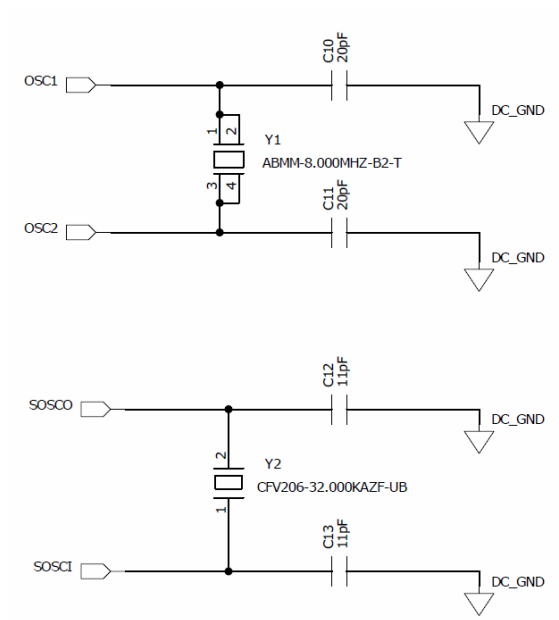 C10
20pF
OSC1
DC_GND
1
2
Y1
ABMM-8.000MHZ-B2-T
3
4
C11
20pF
OSC2
DC_GND
C12
11pF
SOSCO
DC_GND
2
Y2
CFV206-32.000KAZF-UB
1
C13
11pF
SOSCI
DC_GND